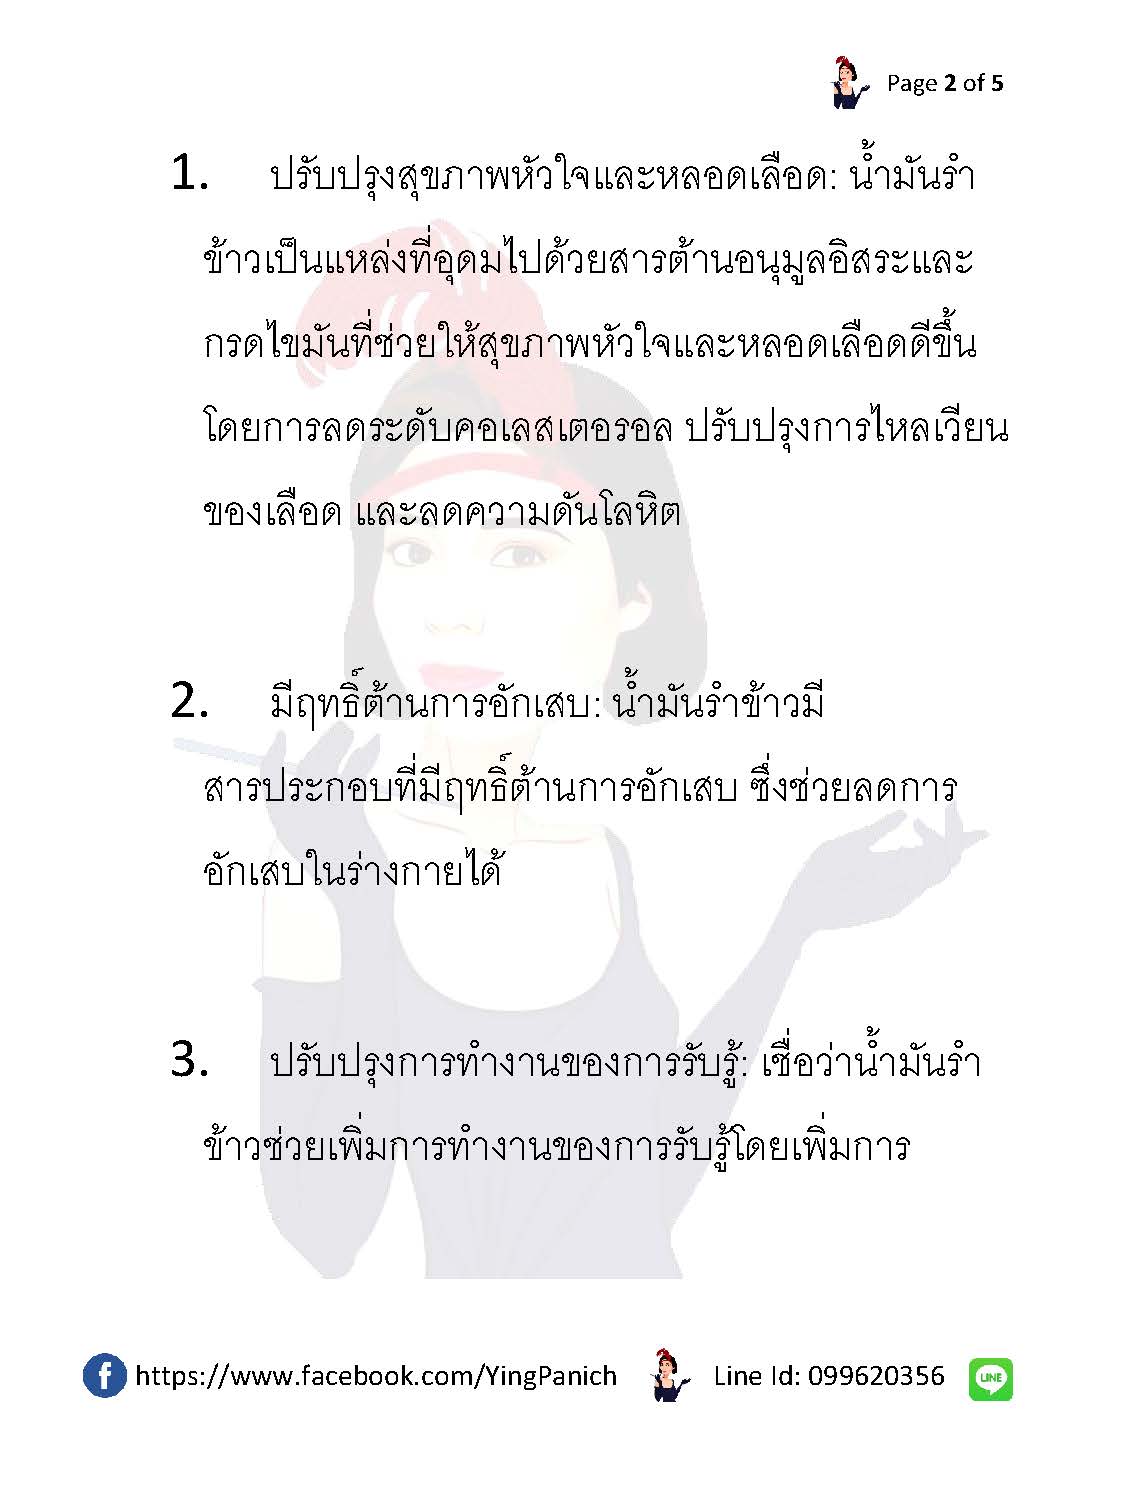 Page 2 of 5
1. ปรับปรุงสุขภาพหัวใจและหลอดเลือด: น้ำมันรำ
ข้าวเป็นแหล่งที่อุดมไปด้วยสารต้านอนุมูลอิสระและ
กรดไขมันที่ช่วยให้สุขภาพหัวใจและหลอดเลือดดีขึ้น
โดยการลดระดับคอเลสเตอรอล ปรับปรุงการไหลเวียน
ของเลือด และลดความดันโลหิต
2. มีฤทธิ์ต้านการอักเสบ: น้ำมันรำข้าวมี
สารประกอบที่มีฤทธิ์ต้านการอักเสบ ซึ่งช่วยลดการ
อักเสบในร่างกายได้
3. ปรับปรุงการทำงานของการรับรู้: เชื่อว่าน้ำมันรำ
ข้าวช่วยเพิ่มการทำงานของการรับรู้โดยเพิ่มการ
https://www.facebook.com/YingPanich Line Id: 099620356 LINE